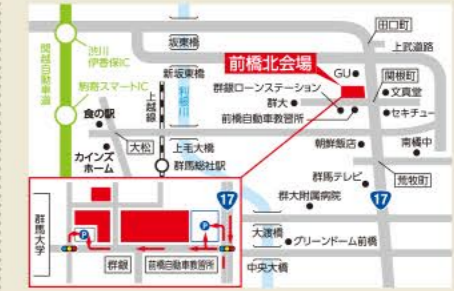 田口町
上武道路
坂東橋
渋川
伊香保IC
関越自動車道
新坂東橋
前橋北会場
GU
関根町
文真堂
セキチュー
駒寄スマートIC
群銀ローンステーション
群大
前橋自動車教習所
上越線
利根川
食の駅
大松
上毛大橋
カインズ
ホーム
群馬総社駅
朝鮮飯店
南橘中
群馬テレビ
荒牧町
群大附属病院
17
17
大渡橋
グリーンドーム前橋
中央大橋
群馬大学
P
P
群銀
前橋自動車教習所